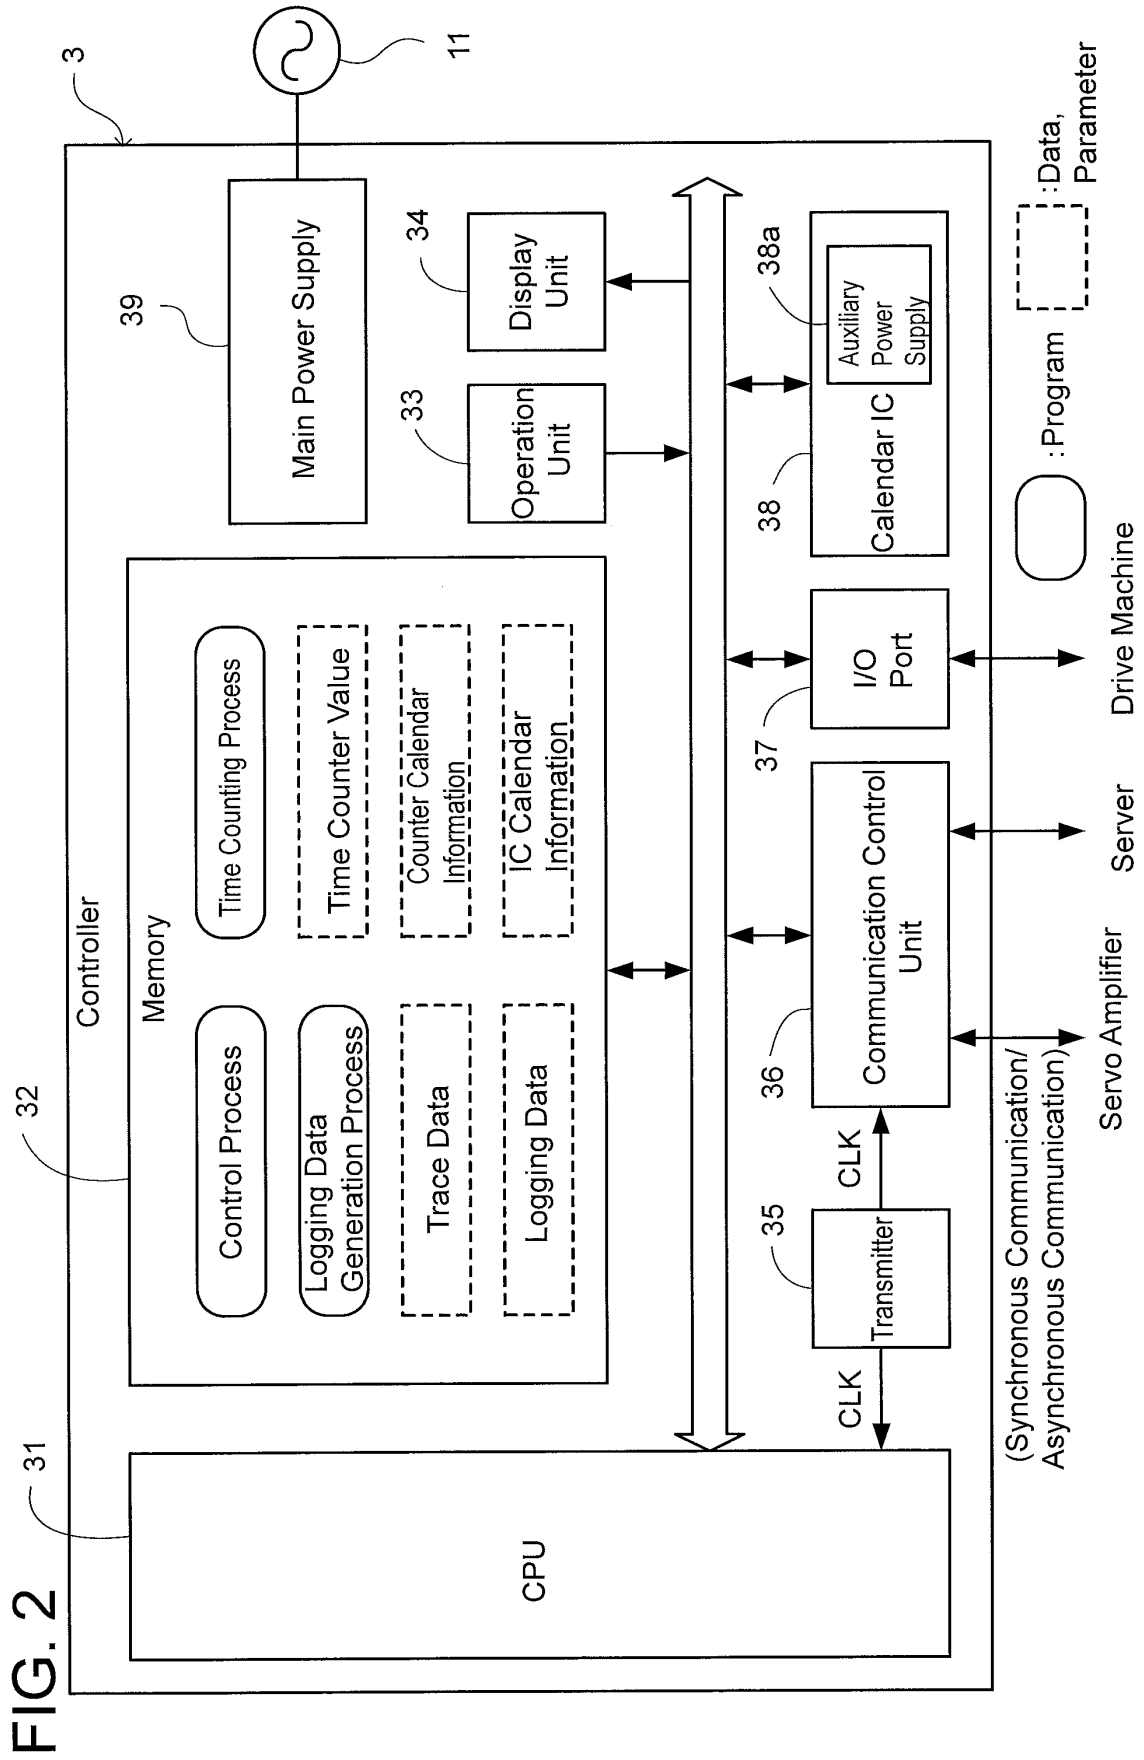 FIG. 2
3
Controller
31
CPU
32
Memory
Control Process
Logging Data
Generation Process
Trace Data
Logging Data
Time Counting Process
Time Counter Value
Counter Calendar
Information
IC Calendar
Information
39
Main Power Supply
11
33
Operation
Unit
34
Display
Unit
CLK
35
Transmitter
CLK
36
Communication Control
Unit
37
I/O
Port
38
Calendar IC
38a
Auxiliary
Power
Supply
(Synchronous Communication/
Asynchronous Communication)
Servo Amplifier
Server
Drive Machine
:Program
:Data,
Parameter